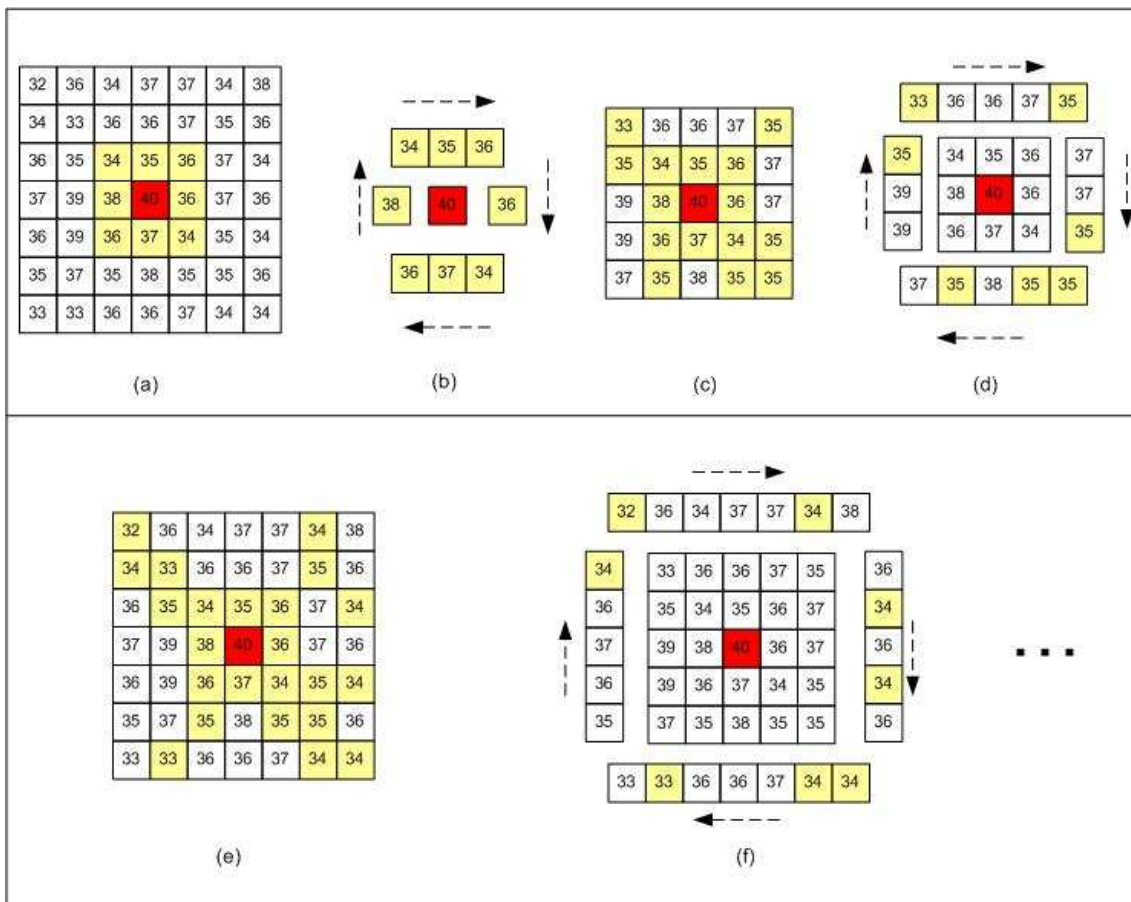 32 36 34 37 37 34 38
34 33 36 36 37 35 36
36 35 34 35 36 37 34
37 39 38 40 36 37 36
36 39 36 37 34 35 34
35 37 35 38 35 35 36
33 33 36 36 37 34 34
(a)
34 35 36
38 40 36
36 37 34
(b)
33 36 36 37 35
35 34 35 36 37
39 38 40 36 37
39 36 37 34 35
37 35 38 35 35
(c)
33 36 36 37 35
35 34 35 36 37
39 38 40 36 37
39 36 37 34 35
37 35 38 35 35
(d)
32 36 34 37 37 34 38
34 33 36 36 37 35 36
36 35 34 35 36 37 34
37 39 38 40 36 37 36
36 39 36 37 34 35 34
35 37 35 38 35 35 36
33 33 36 36 37 34 34
(e)
32 36 34 37 37 34 38
34 33 36 36 37 35 36
36 35 34 35 36 37 34
37 39 38 40 36 37 36
36 39 36 37 34 35 34
35 37 35 38 35 35 36
33 33 36 36 37 34 34
(f)
...